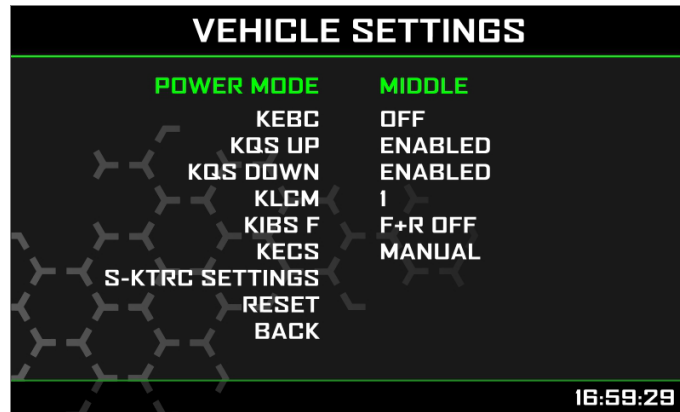 VEHICLE SETTINGS
POWER MODE MIDDLE
KEBC OFF
KQS UP ENABLED
KQS DOWN ENABLED
KLCM 1
KIBS F F+R OFF
KECS MANUAL
S-KTRC SETTINGS
RESET
BACK
16:59:29